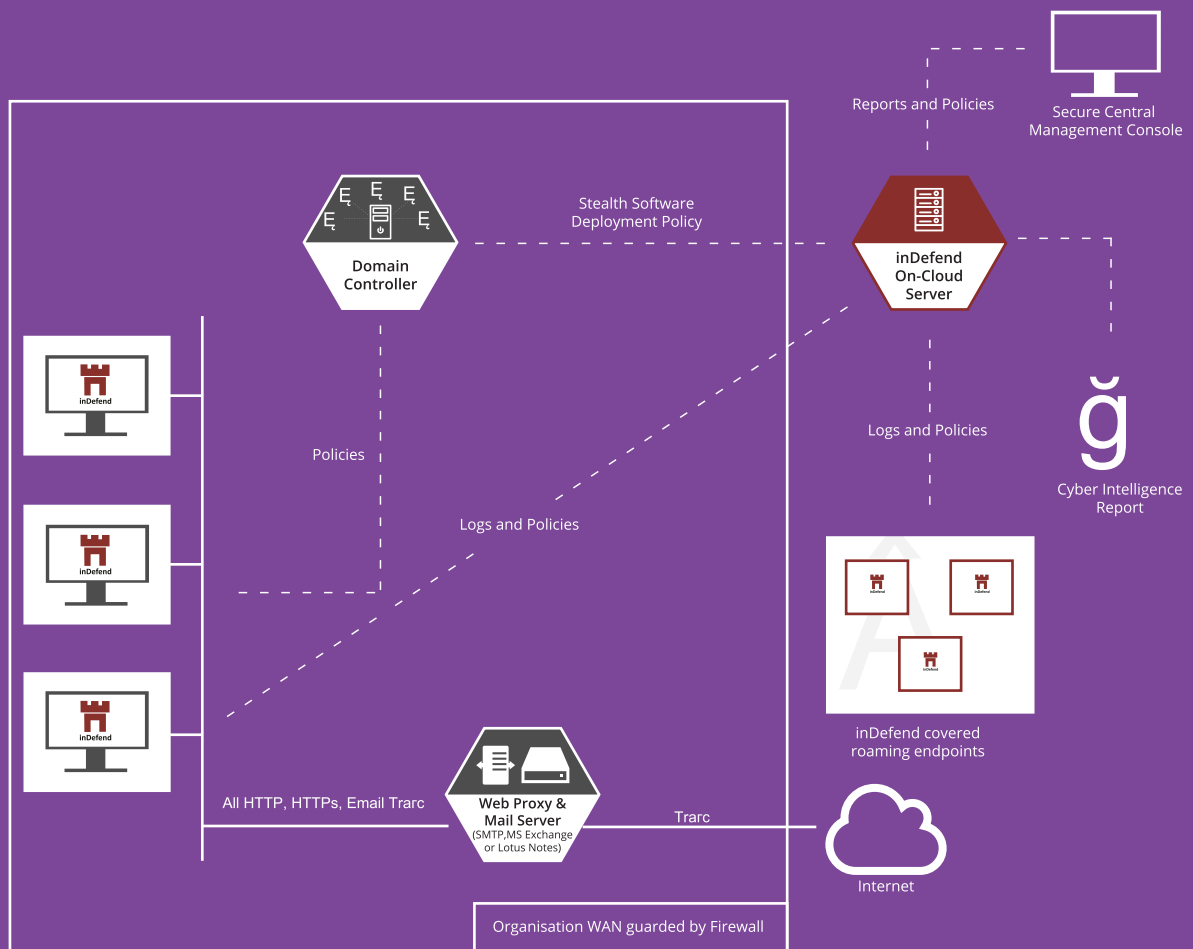 Reports and Policies
Secure Central
Management Console
Stealth Software
Deployment Policy
Ę Ę Ę Ę Ę
Domain
Controller
inDefend
On-Cloud
Server
inDefend
Policies
Logs and Policies
ğ
Cyber Intelligence
Report
inDefend
Logs and Policies
A
inDefend
inDefend
inDefend
inDefend
inDefend covered
roaming endpoints
All HTTP, HTTPs, Email Trarc
Web Proxy &
Mail Server
(SMTP,MS Exchange
or Lotus Notes)
Trarc
Internet
Organisation WAN guarded by Firewall